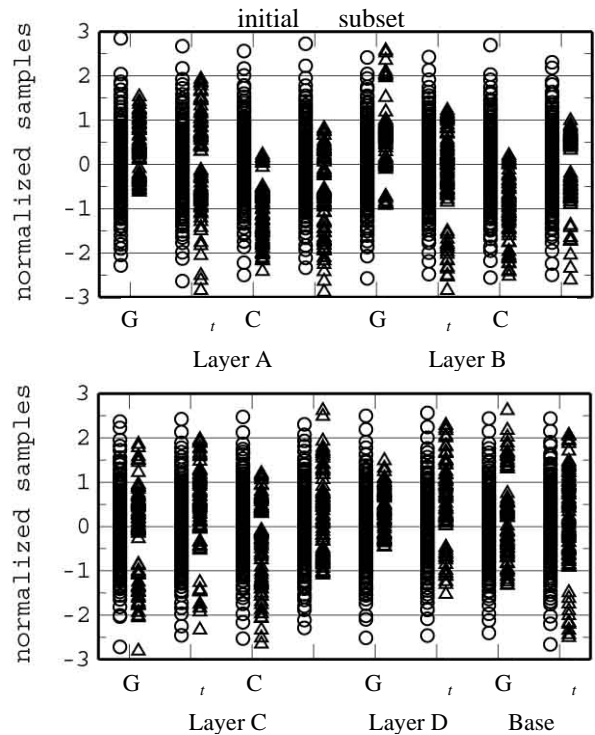 initial subset
normalized samples
3
2
1
0
-1
-2
-3
G t C G t C
Layer A Layer B
normalized samples
3
2
1
0
-1
-2
-3
G t C G t G t
Layer C Layer D Base